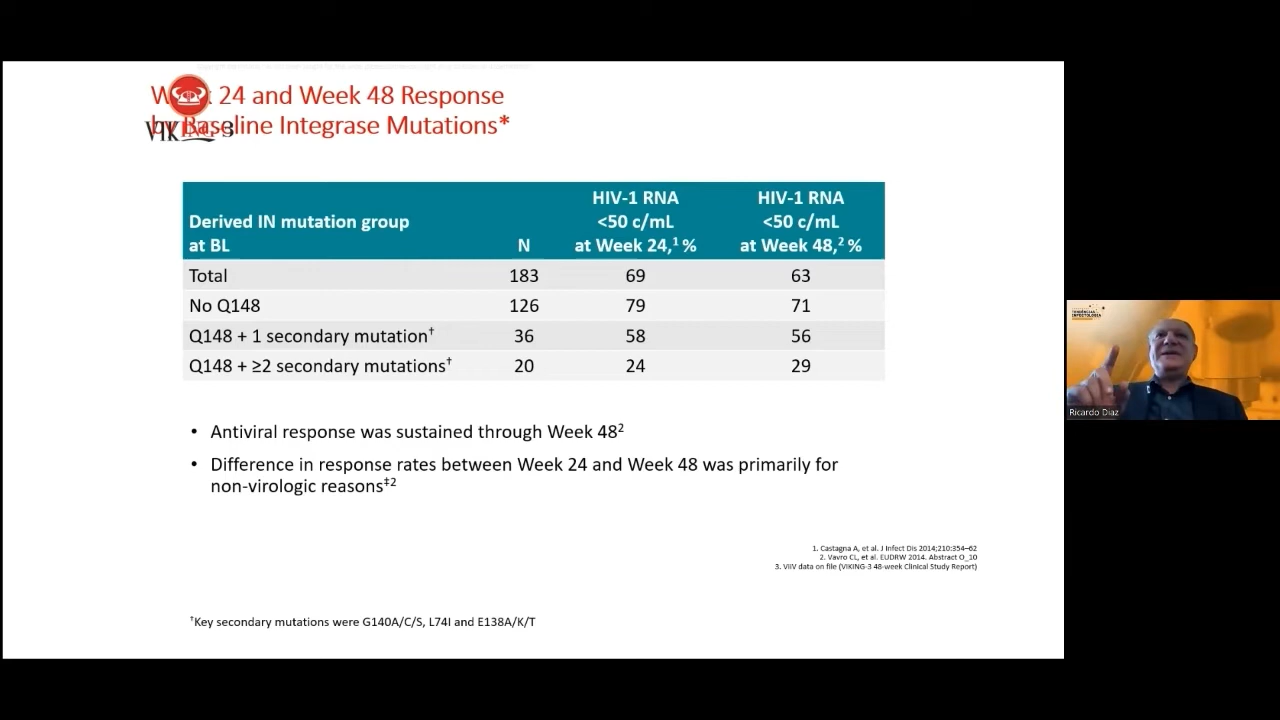 Week 24 and Week 48 Response
by Baseline Integrase Mutations*
VIKING-3
Derived IN mutation group
at BL
N
HIV-1 RNA
<50 c/mL
at Week 24,¹ %
HIV-1 RNA
<50 c/mL
at Week 48,² %
Total 183 69 63
No Q148 126 79 71
Q148 + 1 secondary mutation† 36 58 56
Q148 + ≥2 secondary mutations† 20 24 29
• Antiviral response was sustained through Week 48²
• Difference in response rates between Week 24 and Week 48 was primarily for
non-virologic reasons‡²
1. Castagna A, et al. J Infect Dis 2014;210:354–62
2. Vavro CL, et al. EUDRW 2014. Abstract O_10
3. VIIV data on file (VIKING-3 48-week Clinical Study Report)
†Key secondary mutations were G140A/C/S, L74I and E138A/K/T
TENDÊNCIAS
INFECTOLOGIA
Ricardo Diaz